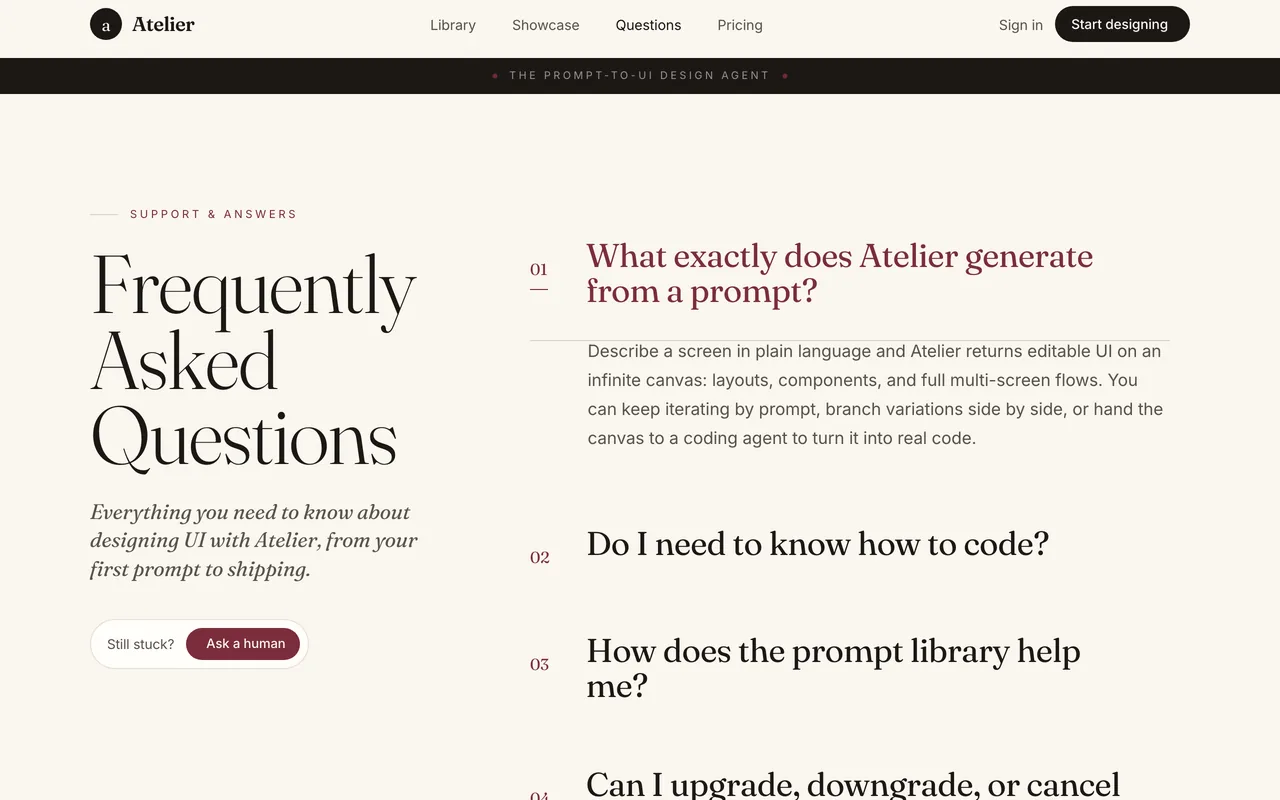 a Atelier
Library Showcase Questions Pricing
Sign in Start designing
THE PROMPT-TO-UI DESIGN AGENT
SUPPORT & ANSWERS
Frequently
Asked
Questions
Everything you need to know about
designing UI with Atelier, from your
first prompt to shipping.
Still stuck? Ask a human
01
What exactly does Atelier generate
from a prompt?
Describe a screen in plain language and Atelier returns editable UI on an
infinite canvas: layouts, components, and full multi-screen flows. You
can keep iterating by prompt, branch variations side by side, or hand the
canvas to a coding agent to turn it into real code.
02
Do I need to know how to code?
03
How does the prompt library help
me?
04
Can I upgrade, downgrade, or cancel